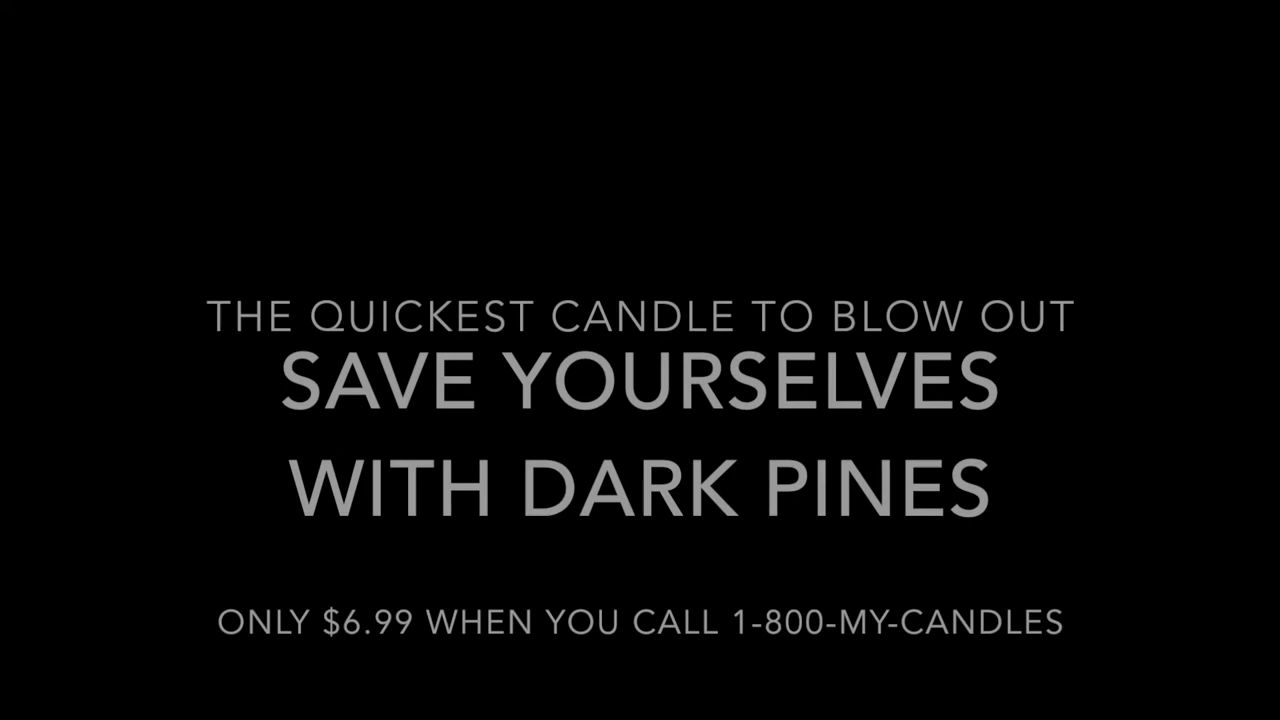 THE QUICKEST CANDLE TO BLOW OUT
SAVE YOURSELVES
WITH DARK PINES
ONLY $6.99 WHEN YOU CALL 1-800-MY-CANDLES